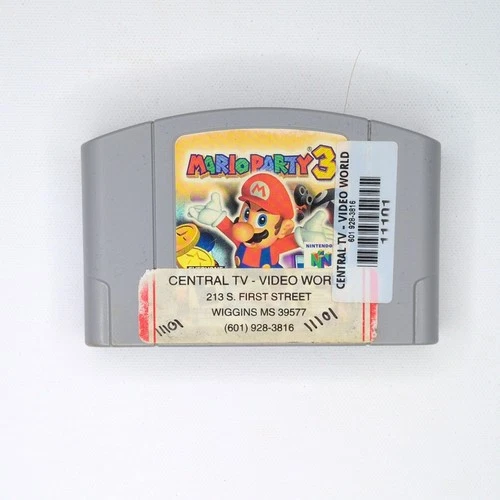 MARIO PARTY 3
M
NINTENDO
CENTRAL TV - VIDEO WOR
213 S. FIRST STREET
WIGGINS MS 39577
(601) 928-3816
11101
11101
CENTRAL TV - VIDEO WORLD
601 928-3816
11101